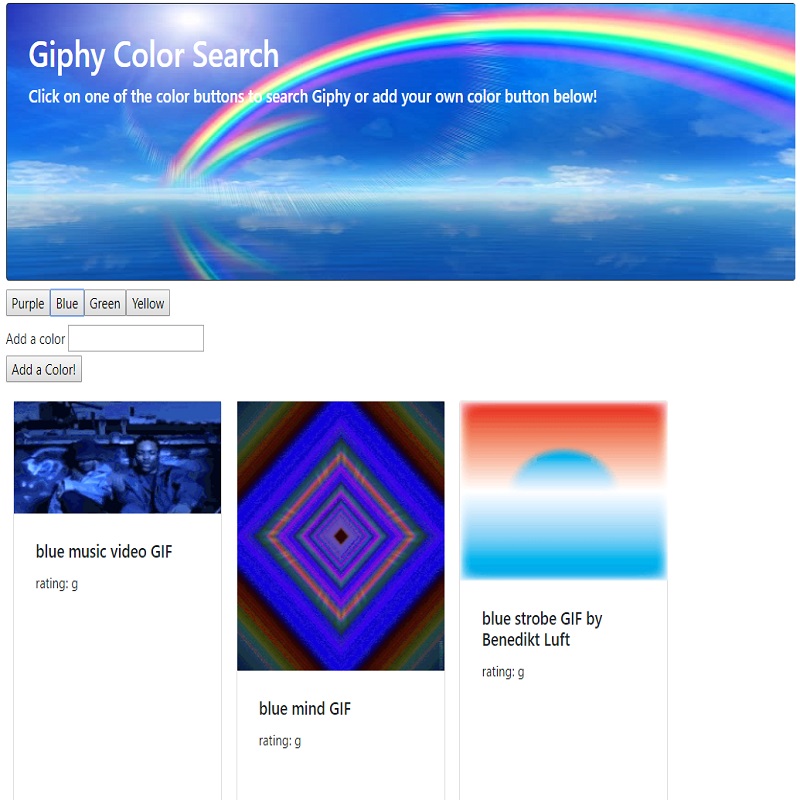 Giphy Color Search
Click on one of the color buttons to search Giphy or add your own color button below!
Purple Blue Green Yellow
Add a color
Add a Color!
blue music video GIF
rating: g
blue mind GIF
rating: g
blue strobe GIF by
Benedikt Luft
rating: g